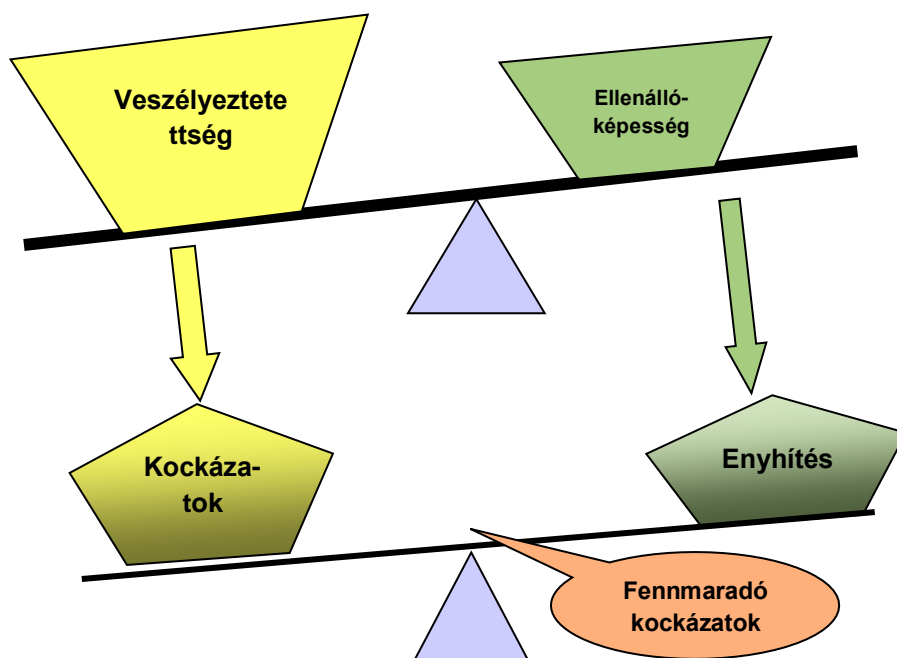 Veszélyeztete
ttség
Ellenálló-
képesség
Kockáza-
tok
Enyhítés
Fennmaradó
kockázatok